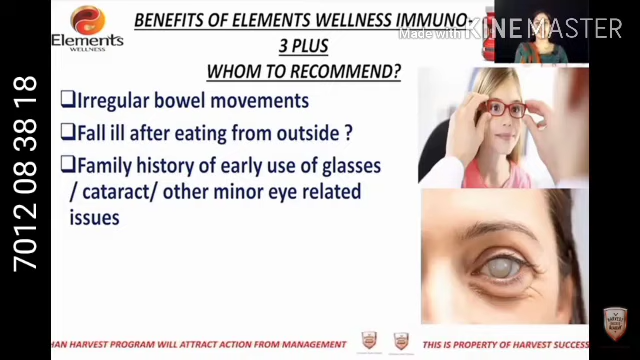 BENEFITS OF ELEMENTS WELLNESS IMMUNO-
3 PLUS
WHOM TO RECOMMEND?
Elements
WELLNESS
Made with KINEMASTER
❑Irregular bowel movements
❑Fall ill after eating from outside ?
❑Family history of early use of glasses
/ cataract/ other minor eye related
issues
7012 08 38 18
HAN HARVEST PROGRAM WILL ATTRACT ACTION FROM MANAGEMENT
THIS IS PROPERTY OF HARVEST SUCCESS